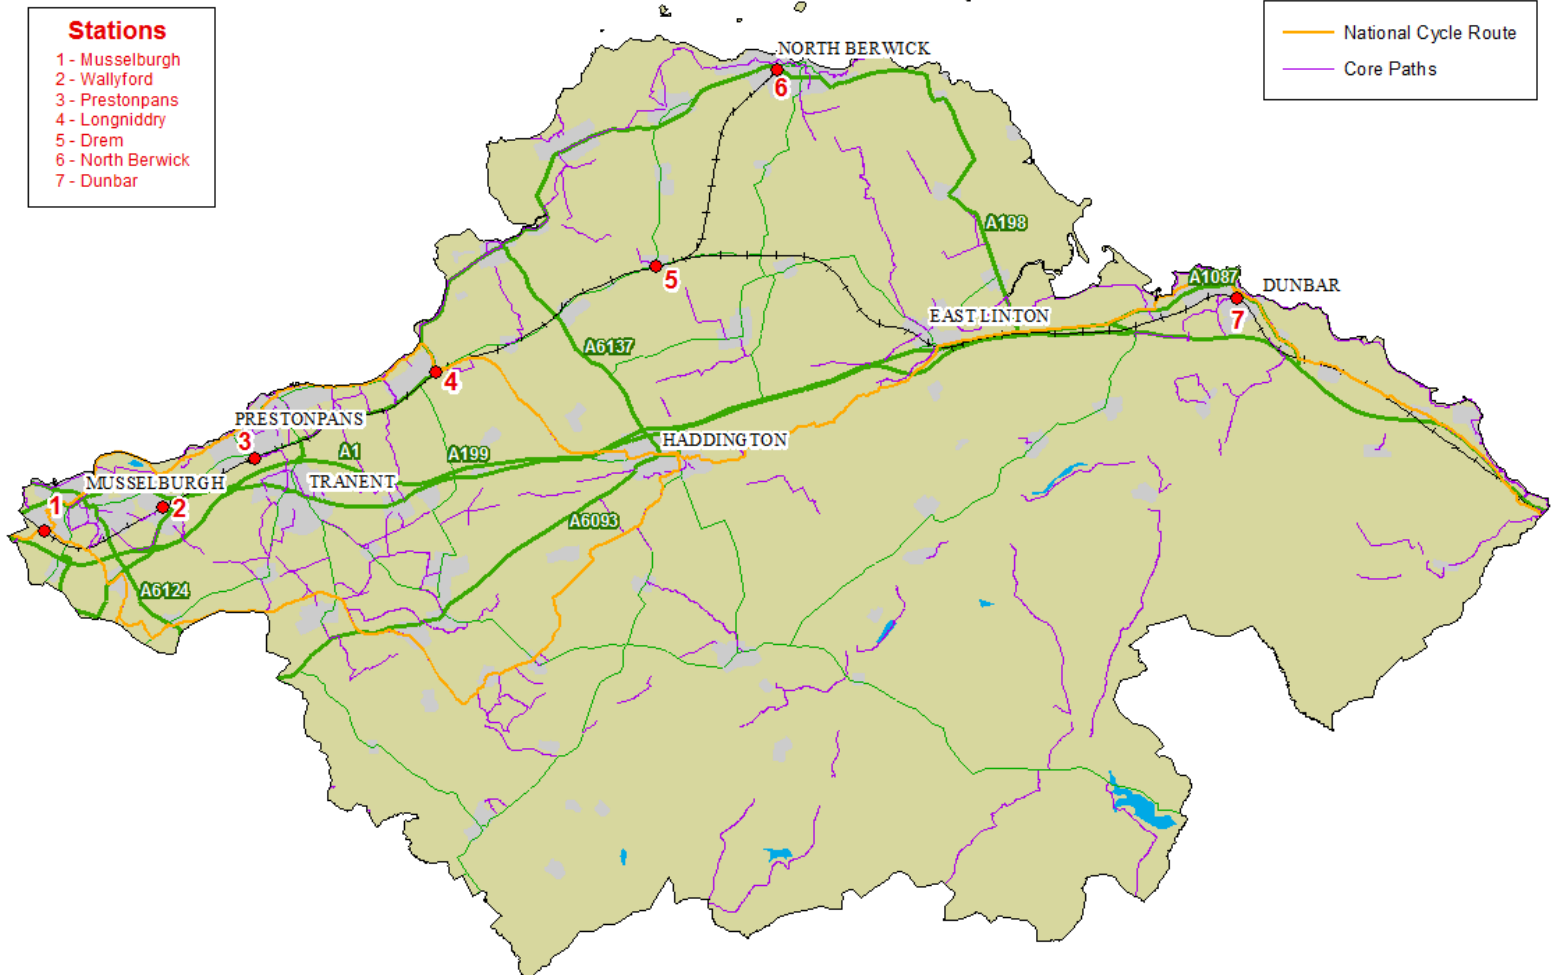 Stations
1 - Musselburgh
2 - Wallyford
3 - Prestonpans
4 - Longniddry
5 - Drem
6 - North Berwick
7 - Dunbar
National Cycle Route
Core Paths
NORTH BERWICK
6
A198
5
A1087
DUNBAR
7
EAST LINTON
A6137
4
PRESTONPANS
3
A1
A199
HADDINGTON
MUSSELBURGH
TRANENT
1
2
A6093
A6124